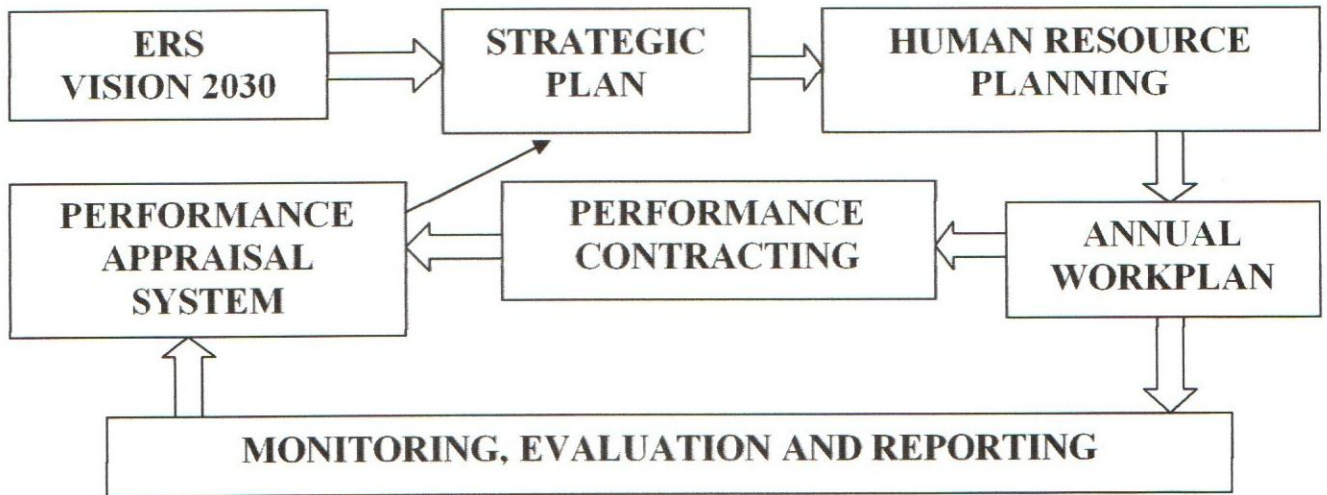 ERS
VISION 2030
STRATEGIC
PLAN
HUMAN RESOURCE
PLANNING
PERFORMANCE
APPRAISAL
SYSTEM
PERFORMANCE
CONTRACTING
ANNUAL
WORKPLAN
MONITORING, EVALUATION AND REPORTING